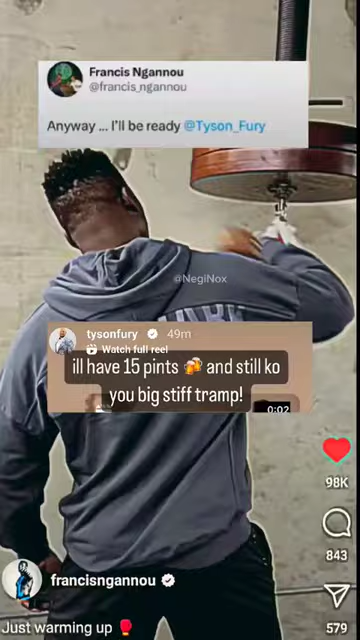 Francis Ngannou
@francis_ngannou
Anyway ... I'll be ready @Tyson_Fury
@NegiNox
tysonfury 49m
Watch full reel
ill have 15 pints 🍻 and still ko
you big stiff tramp!
0:02
98K
843
francisngannou
579
Just warming up 🥊